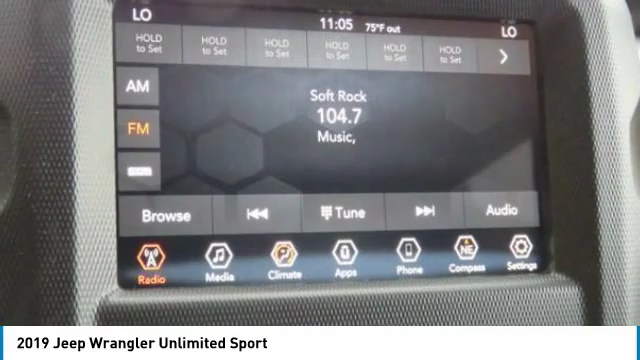 LO
11:05
75°F out
LO
HOLD
to Set
HOLD
to Set
HOLD
to Set
HOLD
to Set
HOLD
to Set
HOLD
to Set
AM
FM
Soft Rock
104.7
Music,
Browse
Tune
Audio
Radio
Media
Climate
Apps
Phone
NE
Compass
Settings
2019 Jeep Wrangler Unlimited Sport